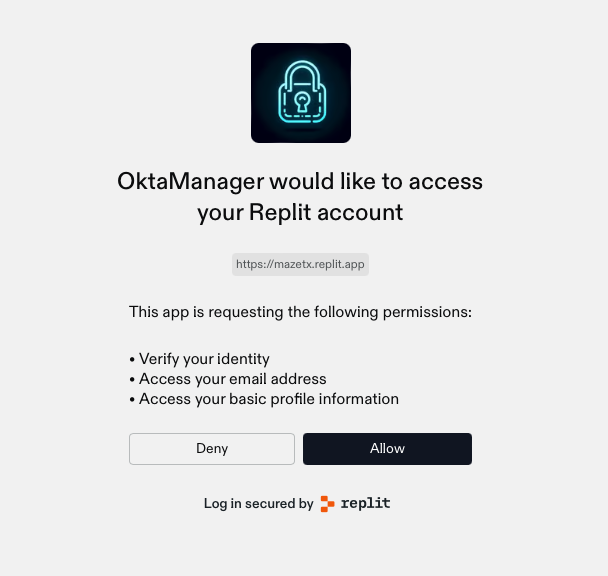 OktaManager would like to access
your Replit account
https://mazetx.replit.app
This app is requesting the following permissions:
• Verify your identity
• Access your email address
• Access your basic profile information
Deny
Allow
Log in secured by replit